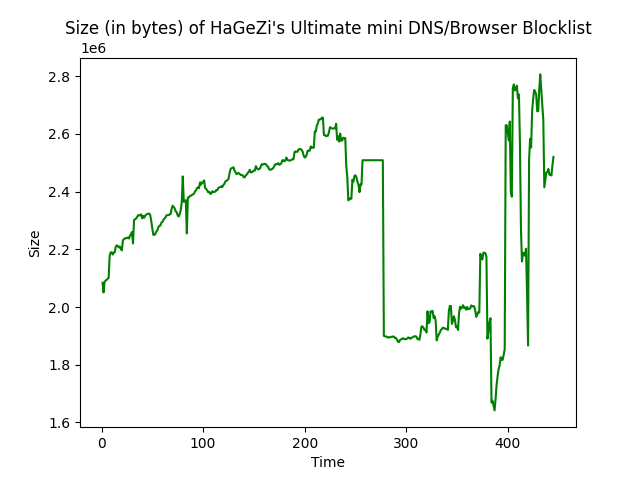 Size (in bytes) of HaGeZi's Ultimate mini DNS/Browser Blocklist
1e6
2.8
2.6
2.4
2.2
2.0
1.8
1.6
Size
0 100 200 300 400
Time